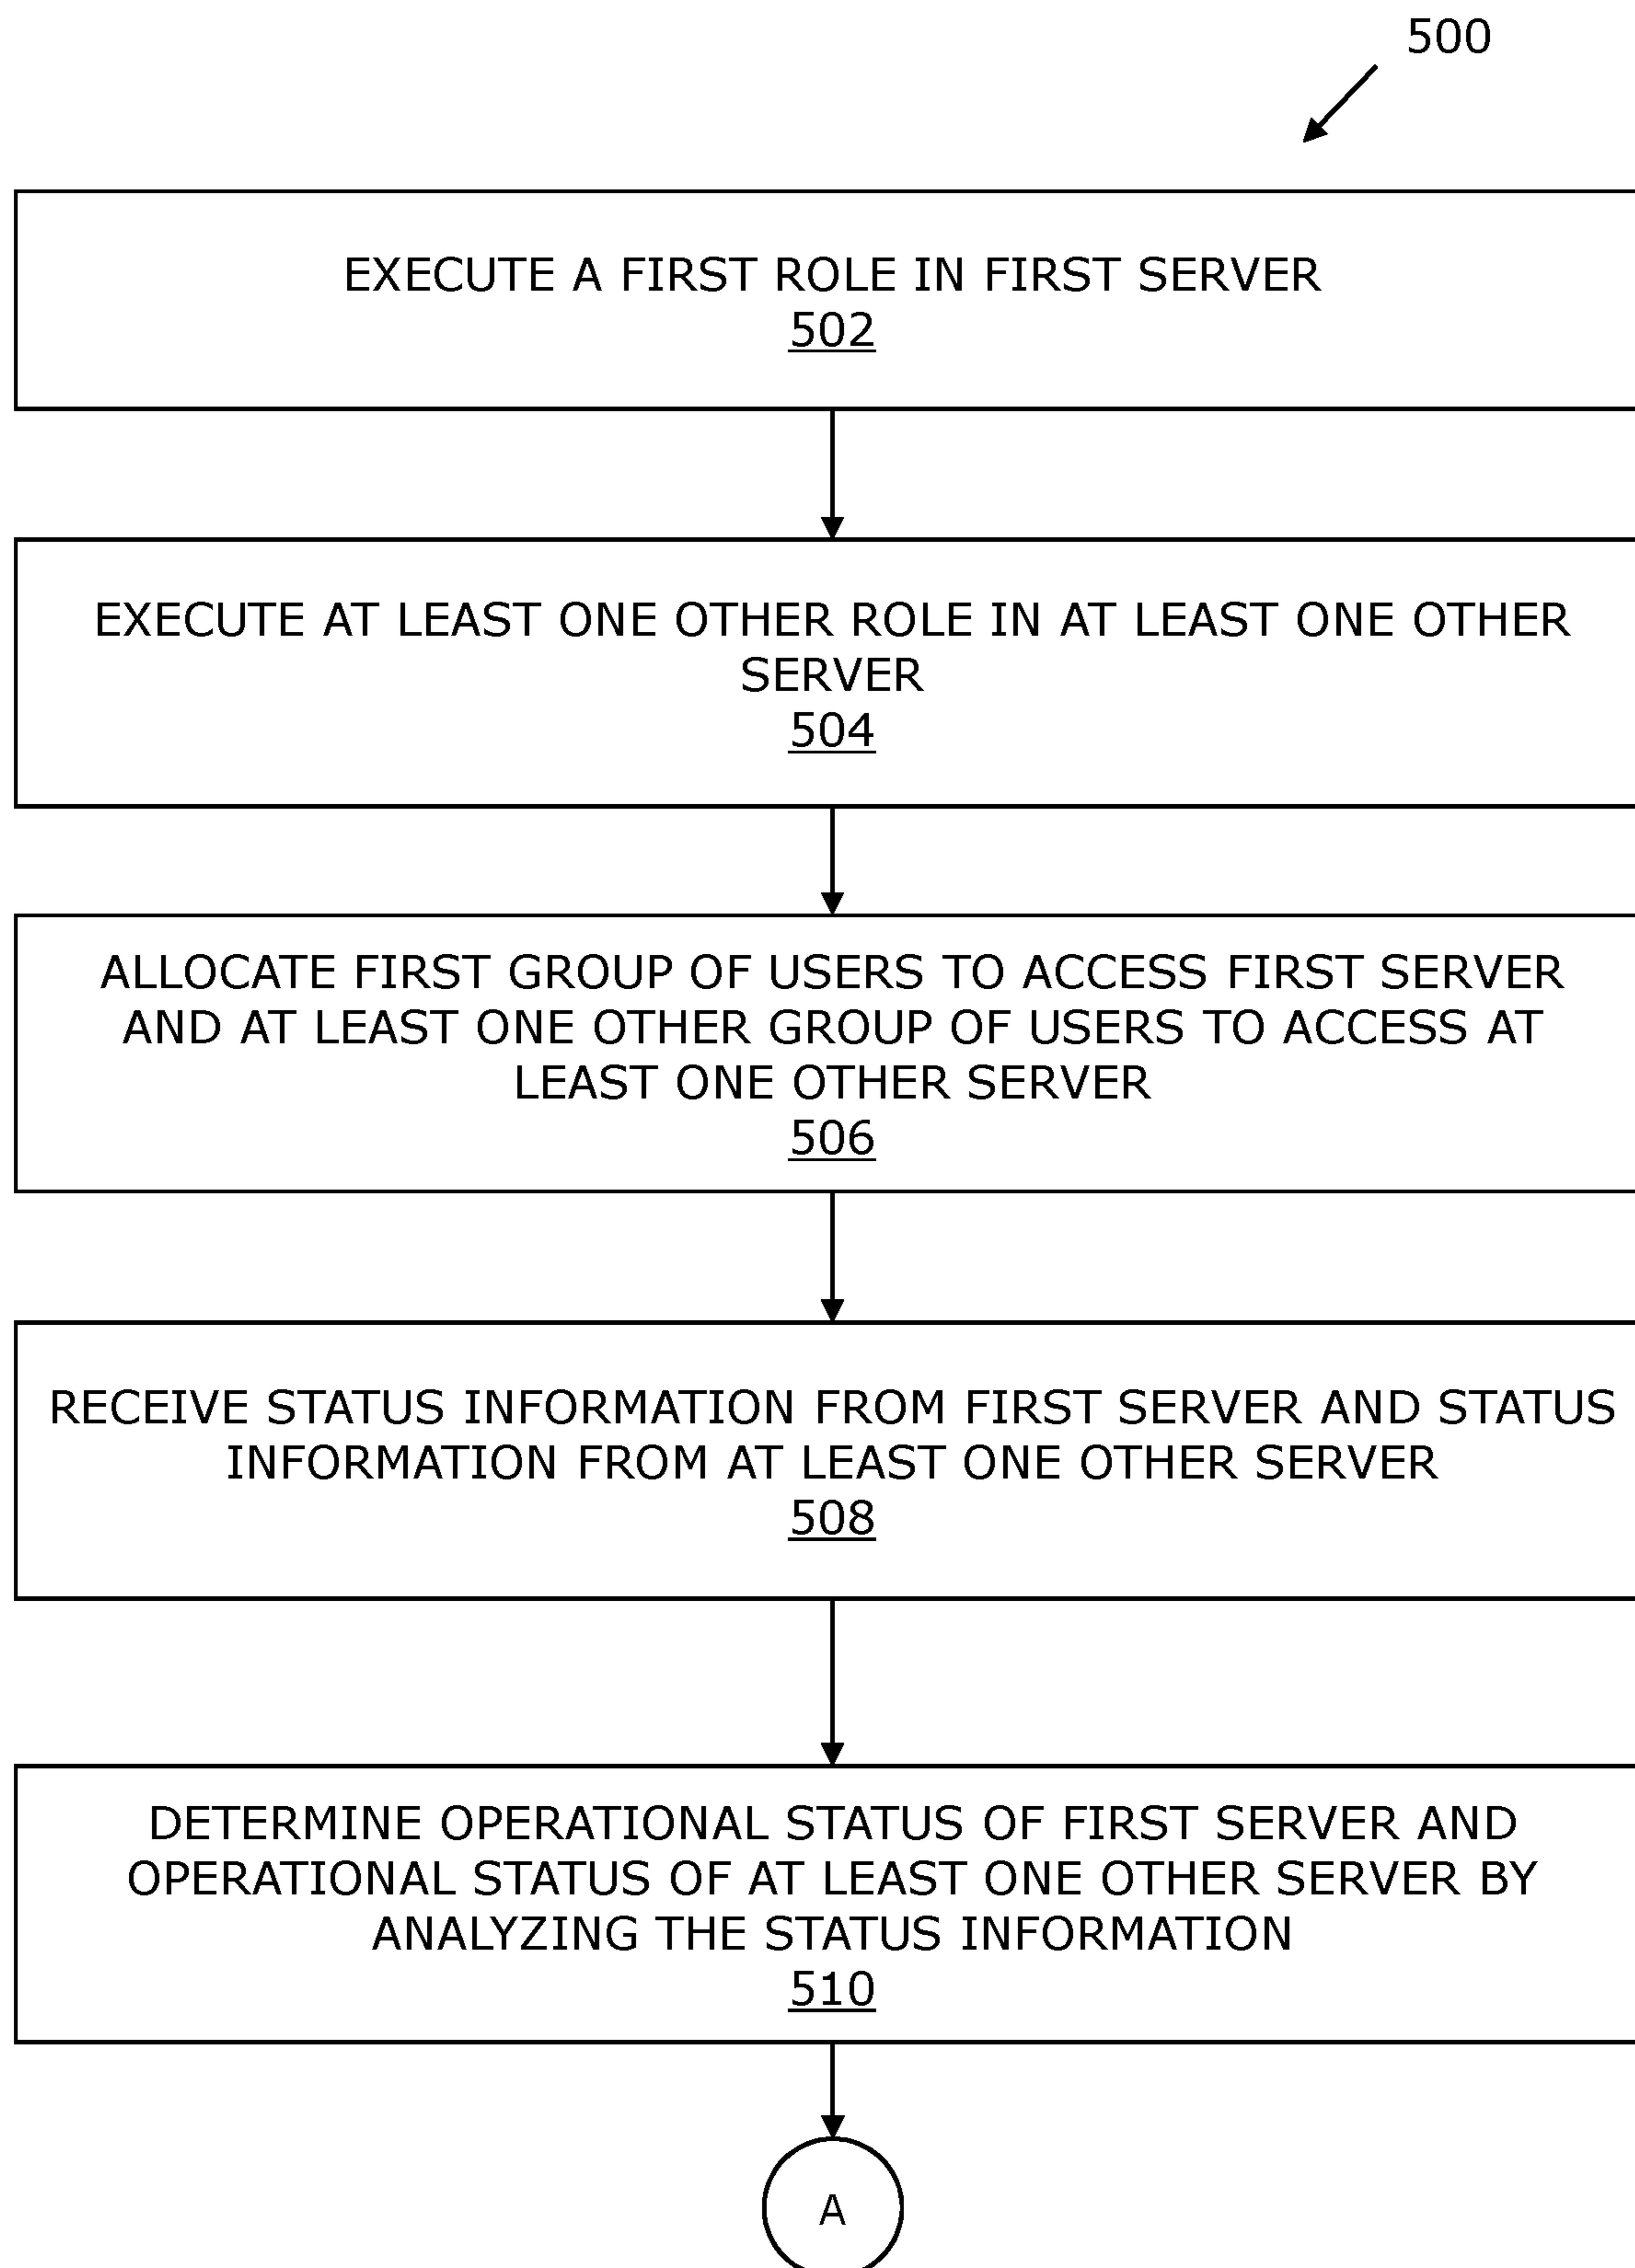 500
EXECUTE A FIRST ROLE IN FIRST SERVER
502
EXECUTE AT LEAST ONE OTHER ROLE IN AT LEAST ONE OTHER
SERVER
504
ALLOCATE FIRST GROUP OF USERS TO ACCESS FIRST SERVER
AND AT LEAST ONE OTHER GROUP OF USERS TO ACCESS AT
LEAST ONE OTHER SERVER
506
RECEIVE STATUS INFORMATION FROM FIRST SERVER AND STATUS
INFORMATION FROM AT LEAST ONE OTHER SERVER
508
DETERMINE OPERATIONAL STATUS OF FIRST SERVER AND
OPERATIONAL STATUS OF AT LEAST ONE OTHER SERVER BY
ANALYZING THE STATUS INFORMATION
510
A